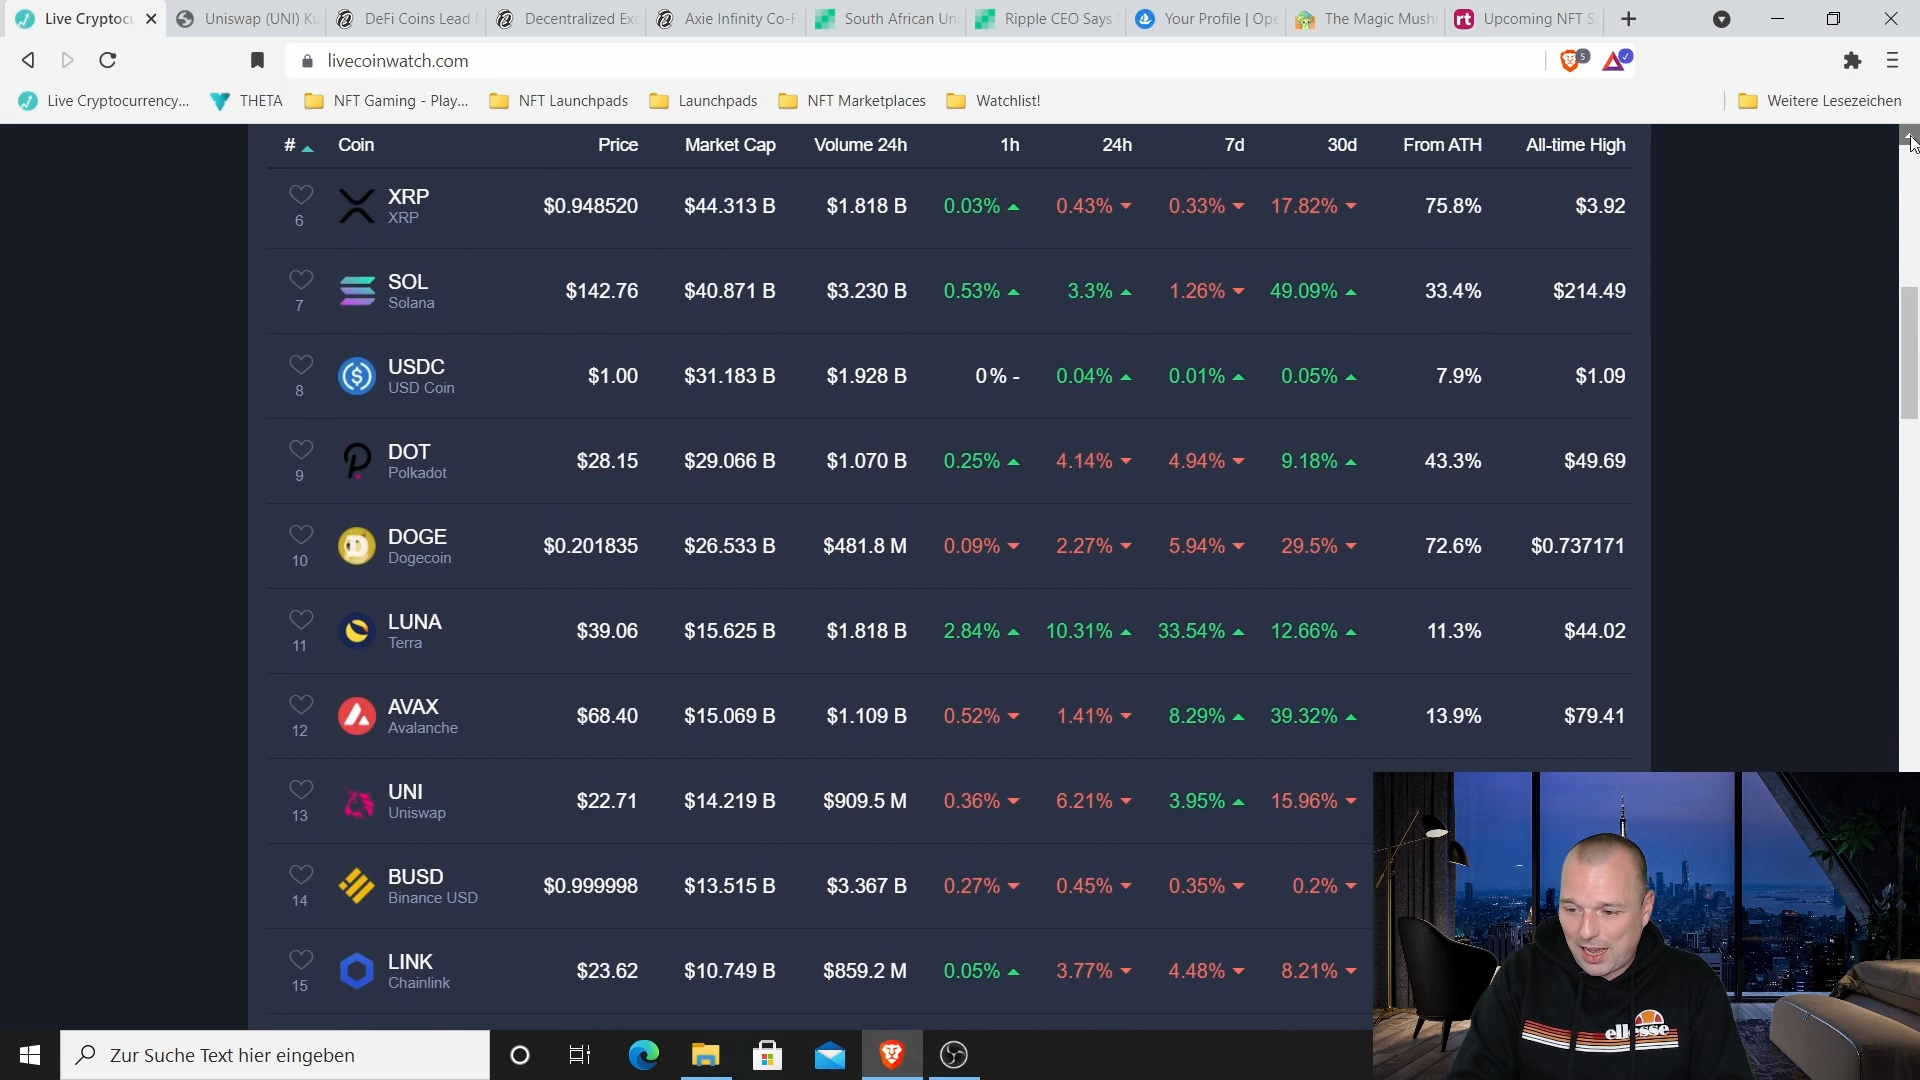 Live Cryptocu
Uniswap (UNI) Ku
DeFi Coins Lead
Decentralized Exc
Axie Infinity Co-F
South African Un
Ripple CEO Says
Your Profile | Ope
The Magic Mush
rt Upcoming NFT S
livecoinwatch.com
5
Live Cryptocurrency...
THETA
NFT Gaming - Play...
NFT Launchpads
Launchpads
NFT Marketplaces
Watchlist!
Weitere Lesezeichen
# Coin Price Market Cap Volume 24h 1h 24h 7d 30d From ATH All-time High
XRP
6 XRP $0.948520 $44.313 B $1.818 B 0.03% 0.43% 0.33% 17.82% 75.8% $3.92
SOL
7 Solana $142.76 $40.871 B $3.230 B 0.53% 3.3% 1.26% 49.09% 33.4% $214.49
USDC
8 USD Coin $1.00 $31.183 B $1.928 B 0% - 0.04% 0.01% 0.05% 7.9% $1.09
DOT
9 Polkadot $28.15 $29.066 B $1.070 B 0.25% 4.14% 4.94% 9.18% 43.3% $49.69
DOGE
10 Dogecoin $0.201835 $26.533 B $481.8 M 0.09% 2.27% 5.94% 29.5% 72.6% $0.737171
LUNA
11 Terra $39.06 $15.625 B $1.818 B 2.84% 10.31% 33.54% 12.66% 11.3% $44.02
AVAX
12 Avalanche $68.40 $15.069 B $1.109 B 0.52% 1.41% 8.29% 39.32% 13.9% $79.41
UNI
13 Uniswap $22.71 $14.219 B $909.5 M 0.36% 6.21% 3.95% 15.96%
BUSD
14 Binance USD $0.999998 $13.515 B $3.367 B 0.27% 0.45% 0.35% 0.2%
LINK
15 Chainlink $23.62 $10.749 B $859.2 M 0.05% 3.77% 4.48% 8.21%
ellesse
Zur Suche Text hier eingeben